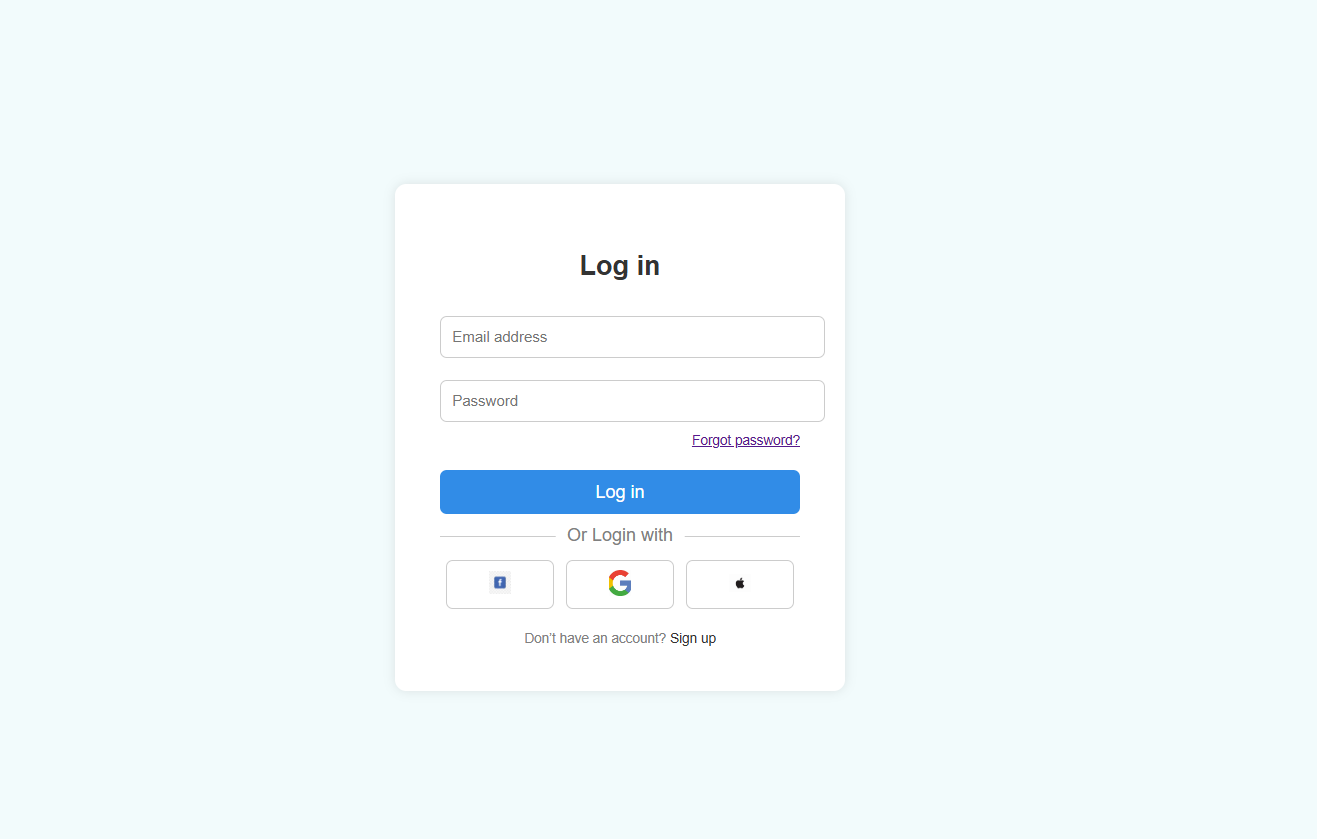 Log in
Email address
Password
Forgot password?
Log in
Or Login with
Don't have an account? Sign up